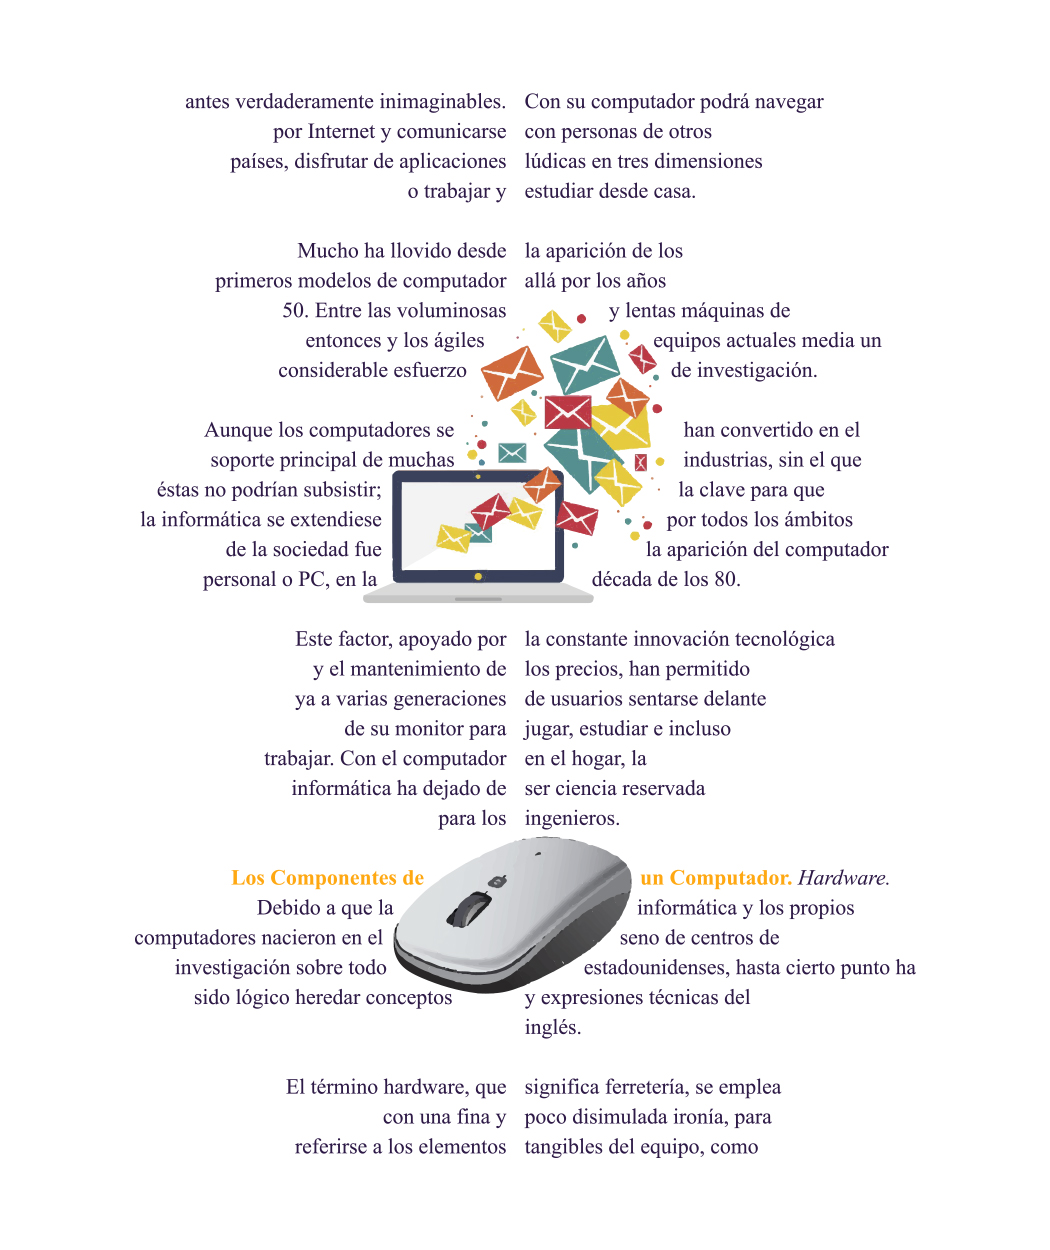 antes verdaderamente inimaginables. Con su computador podrá navegar
por Internet y comunicarse con personas de otros
países, disfrutar de aplicaciones lúdicas en tres dimensiones
o trabajar y estudiar desde casa.
Mucho ha llovido desde la aparición de los
primeros modelos de computador allá por los años
50. Entre las voluminosas y lentas máquinas de
entonces y los ágiles equipos actuales media un
considerable esfuerzo de investigación.
Aunque los computadores se han convertido en el
soporte principal de muchas industrias, sin el que
éstas no podrían subsistir; la clave para que
la informática se extendiese por todos los ámbitos
de la sociedad fue la aparición del computador
personal o PC, en la década de los 80.
Este factor, apoyado por la constante innovación tecnológica
y el mantenimiento de los precios, han permitido
ya a varias generaciones de usuarios sentarse delante
de su monitor para jugar, estudiar e incluso
trabajar. Con el computador en el hogar, la
informática ha dejado de ser ciencia reservada
para los ingenieros.
Los Componentes de un Computador. Hardware.
Debido a que la informática y los propios
computadores nacieron en el seno de centros de
investigación sobre todo estadounidenses, hasta cierto punto ha
sido lógico heredar conceptos y expresiones técnicas del
inglés.
El término hardware, que significa ferretería, se emplea
con una fina y poco disimulada ironía, para
referirse a los elementos tangibles del equipo, como